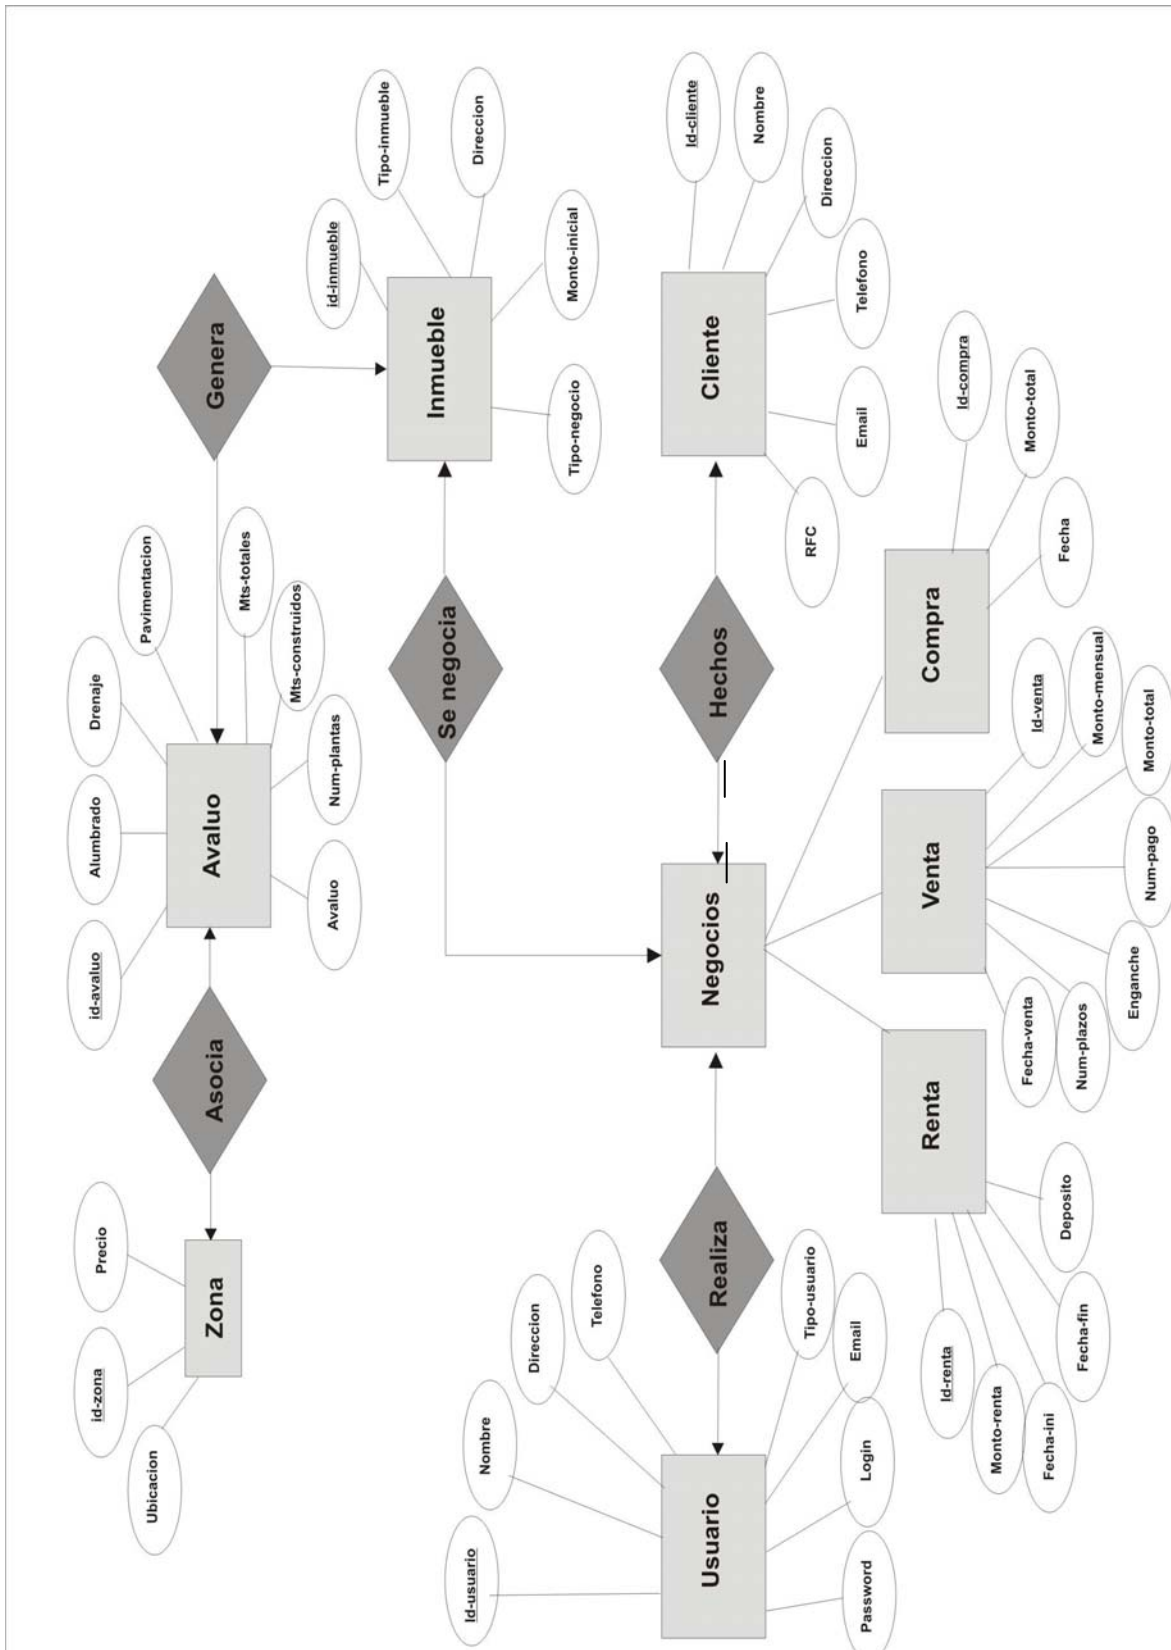 Zona
id-zona
Precio
Ubicacion
Asocia
Avaluo
id-avaluo
Alumbrado
Drenaje
Pavimentacion
Mts-totales
Mts-construidos
Num-plantas
Avaluo
Genera
Inmueble
id-inmueble
Tipo-inmueble
Direccion
Monto-inicial
Tipo-negocio
Se negocia
Usuario
Id-usuario
Nombre
Direccion
Telefono
Tipo-usuario
Email
Login
Password
Realiza
Negocios
Hechos
Cliente
Id-cliente
Nombre
Direccion
Telefono
Email
RFC
Renta
Id-renta
Monto-renta
Fecha-ini
Fecha-fin
Deposito
Venta
Id-venta
Monto-mensual
Monto-total
Num-pago
Enganche
Num-plazos
Fecha-venta
Compra
Id-compra
Monto-total
Fecha